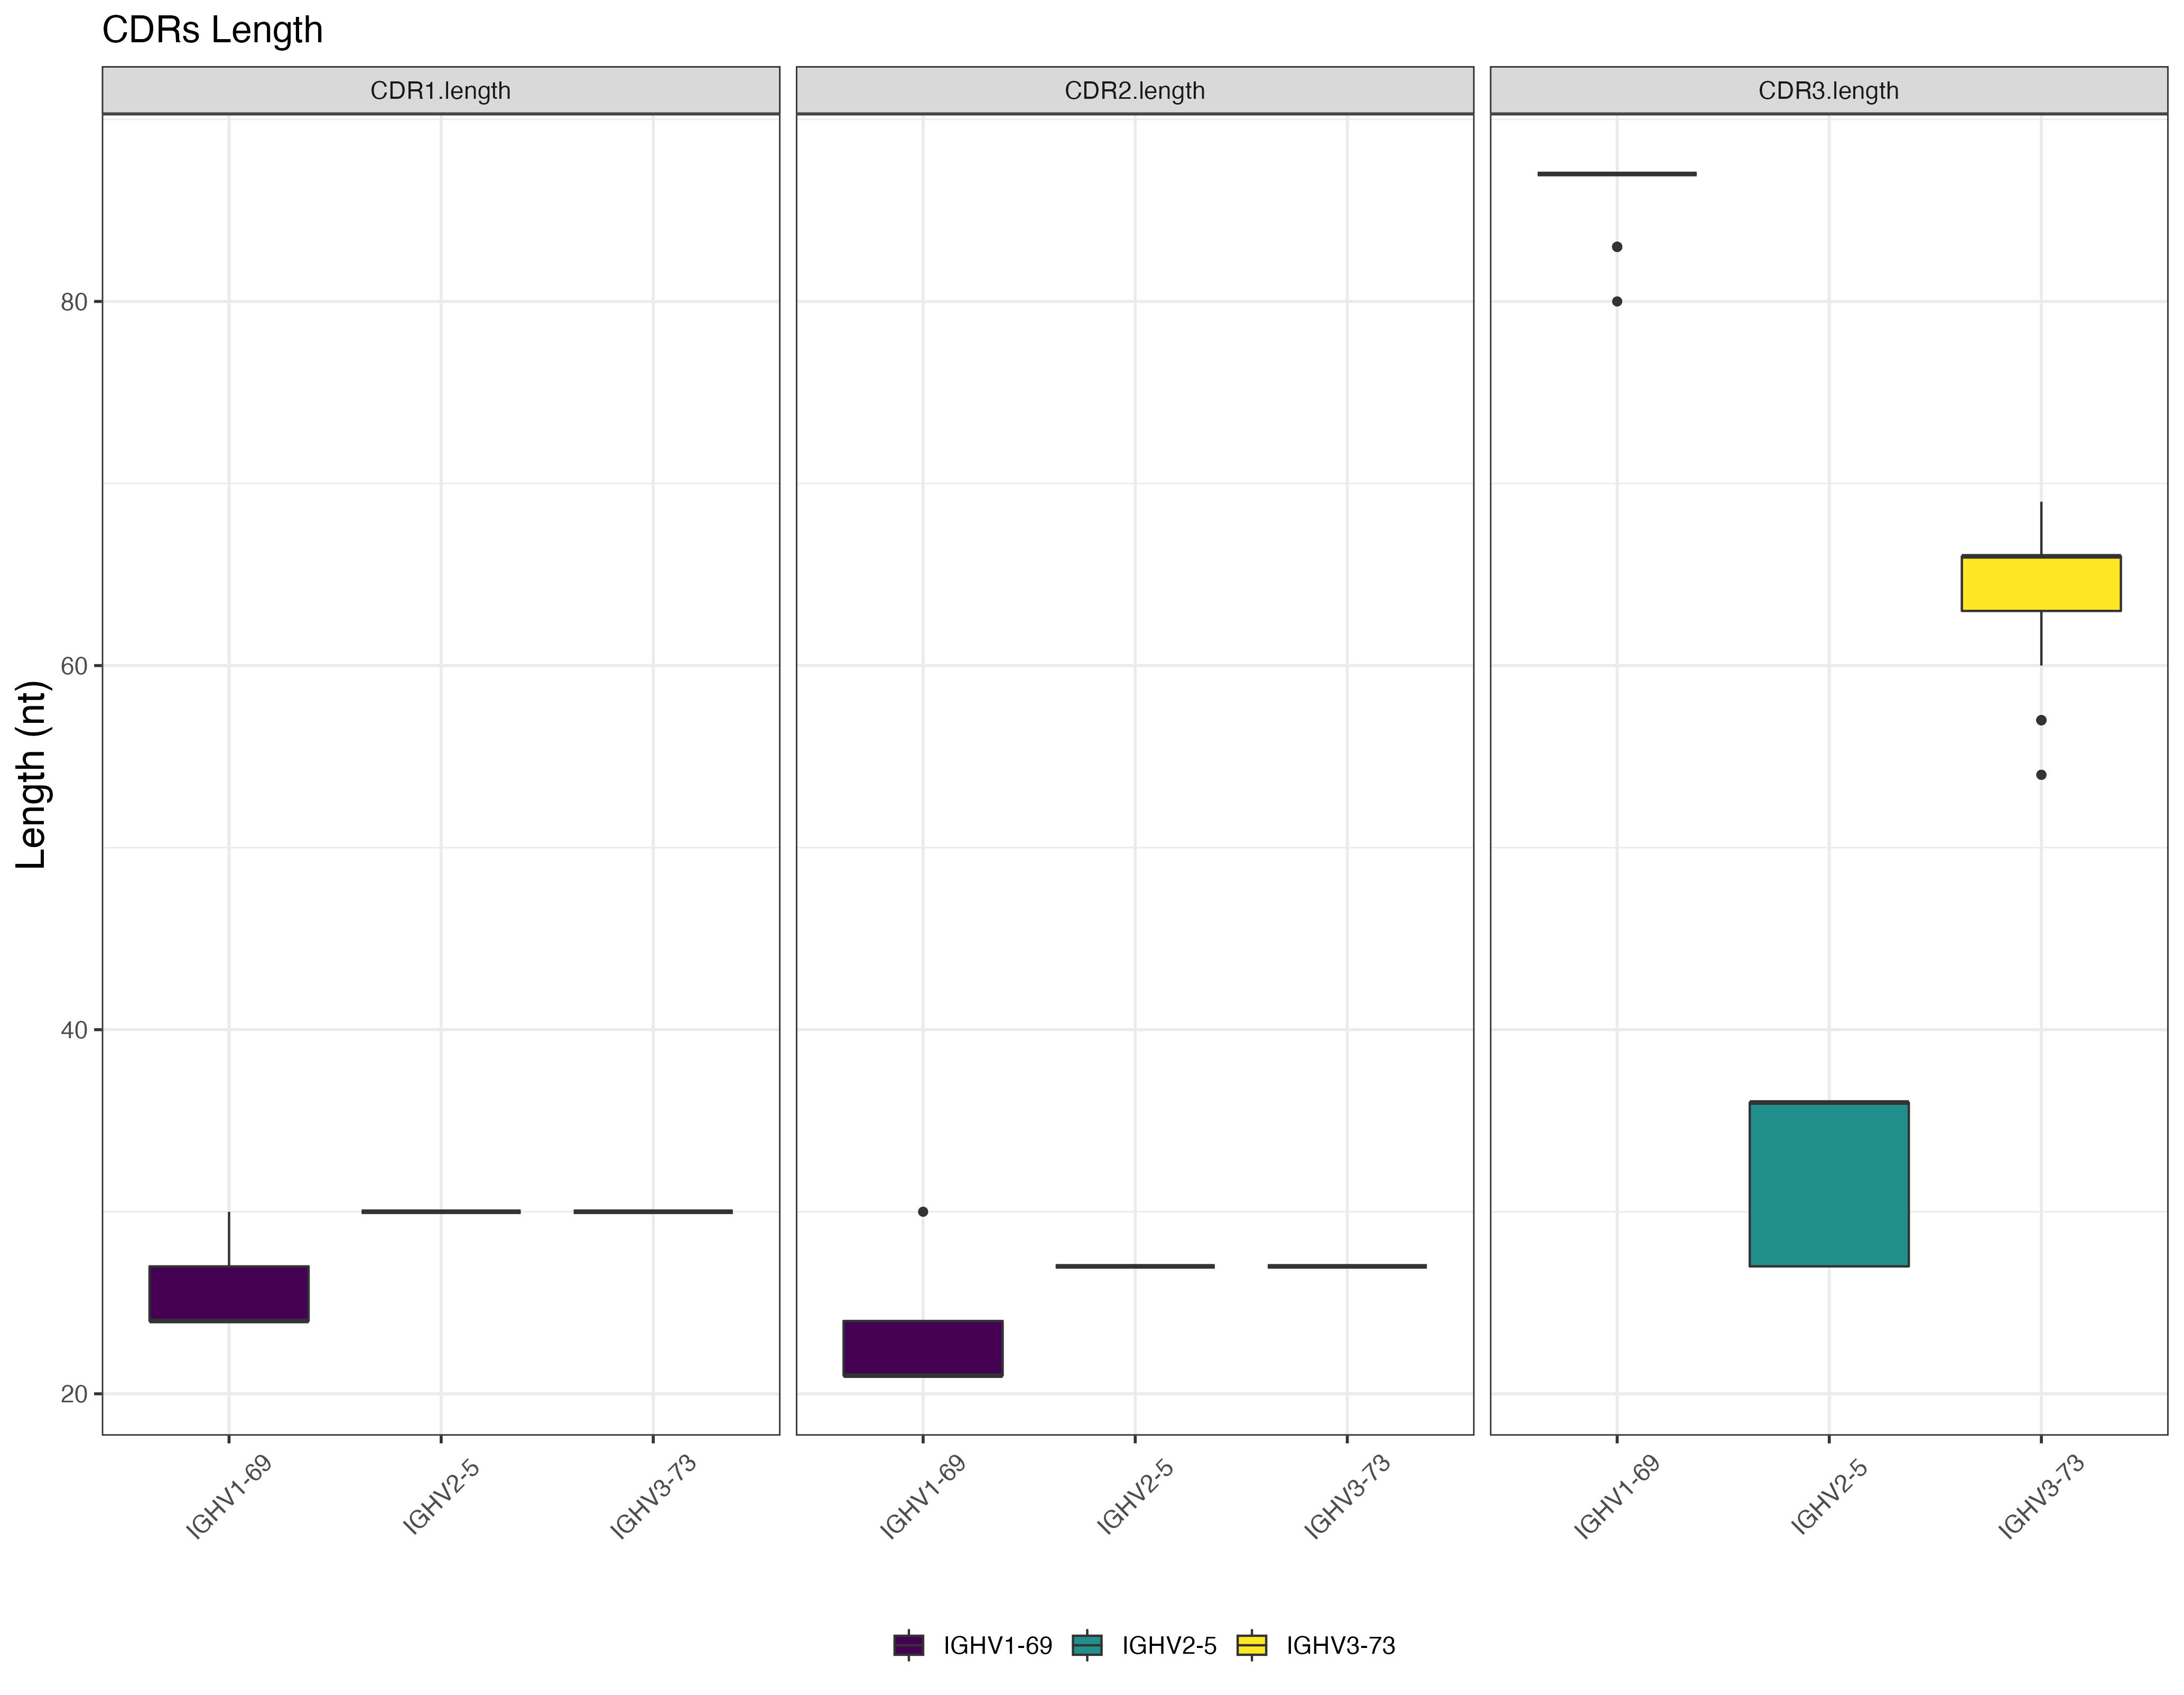 CDRs Length
CDR1.length CDR2.length CDR3.length
Length (nt)
80
60
40
20
IGHV1-69 IGHV2-5 IGHV3-73 IGHV1-69 IGHV2-5 IGHV3-73 IGHV1-69 IGHV2-5 IGHV3-73
IGHV1-69 IGHV2-5 IGHV3-73